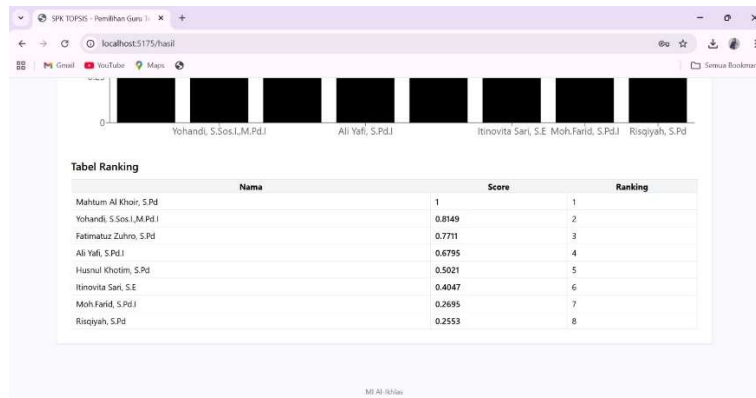 SPK TOPSIS - Pemilihan Guru
localhost:5175/hasil
Gmail YouTube Maps Semua Bookmar
0.25
0
Yohandi, S.Sos.I.,M.Pd.I Ali Yafi, S.Pd.I Itinovita Sari, S.E Moh.Farid, S.Pd.I Risqiyah, S.Pd
Tabel Ranking
Nama Score Ranking
Mahtum Al Khoir, S.Pd 1 1
Yohandi, S.Sos.I.,M.Pd.I 0.8149 2
Fatimatuz Zuhro, S.Pd 0.7711 3
Ali Yafi, S.Pd.I 0.6795 4
Husnul Khotim, S.Pd 0.5021 5
Itinovita Sari, S.E 0.4047 6
Moh.Farid, S.Pd.I 0.2695 7
Risqiyah, S.Pd 0.2553 8
MI Al-Ikhlas